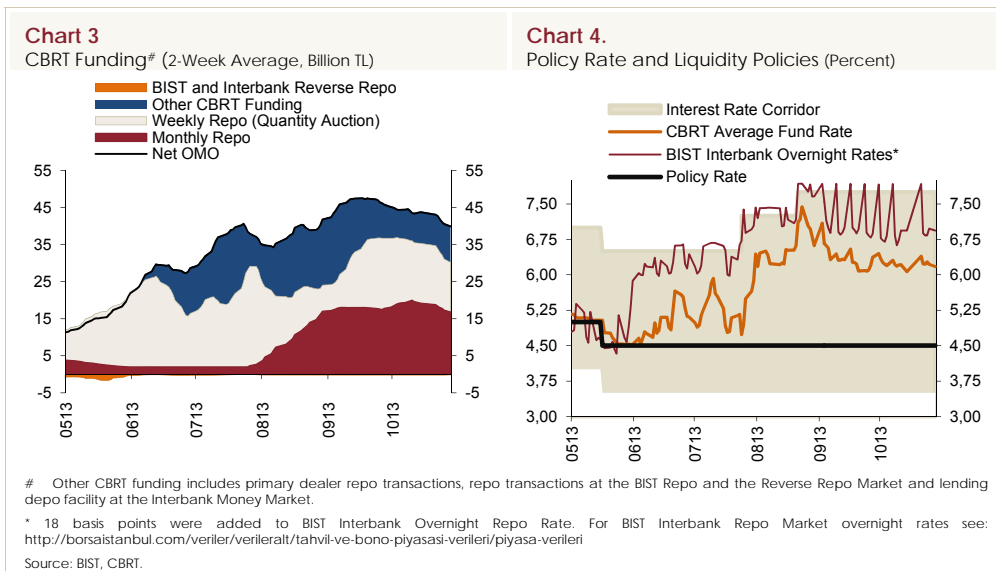 Chart 3
CBRT Funding# (2-Week Average, Billion TL)
BIST and Interbank Reverse Repo
Other CBRT Funding
Weekly Repo (Quantity Auction)
Monthly Repo
Net OMO
55
45
35
25
15
5
-5
55
45
35
25
15
5
-5
0513
0613
0713
0813
0913
1013
Chart 4.
Policy Rate and Liquidity Policies (Percent)
Interest Rate Corridor
CBRT Average Fund Rate
BIST Interbank Overnight Rates*
Policy Rate
7,50
6,75
6,00
5,25
4,50
3,75
3,00
7,50
6,75
6,00
5,25
4,50
3,75
3,00
0513
0613
0713
0813
0913
1013
# Other CBRT funding includes primary dealer repo transactions, repo transactions at the BIST Repo and the Reverse Repo Market and lending
depo facility at the Interbank Money Market.
* 18 basis points were added to BIST Interbank Overnight Repo Rate. For BIST Interbank Repo Market overnight rates see:
http://borsaistanbul.com/veriler/verileralt/tahvil-ve-bono-piyasasi-verileri/piyasa-verileri
Source: BIST, CBRT.